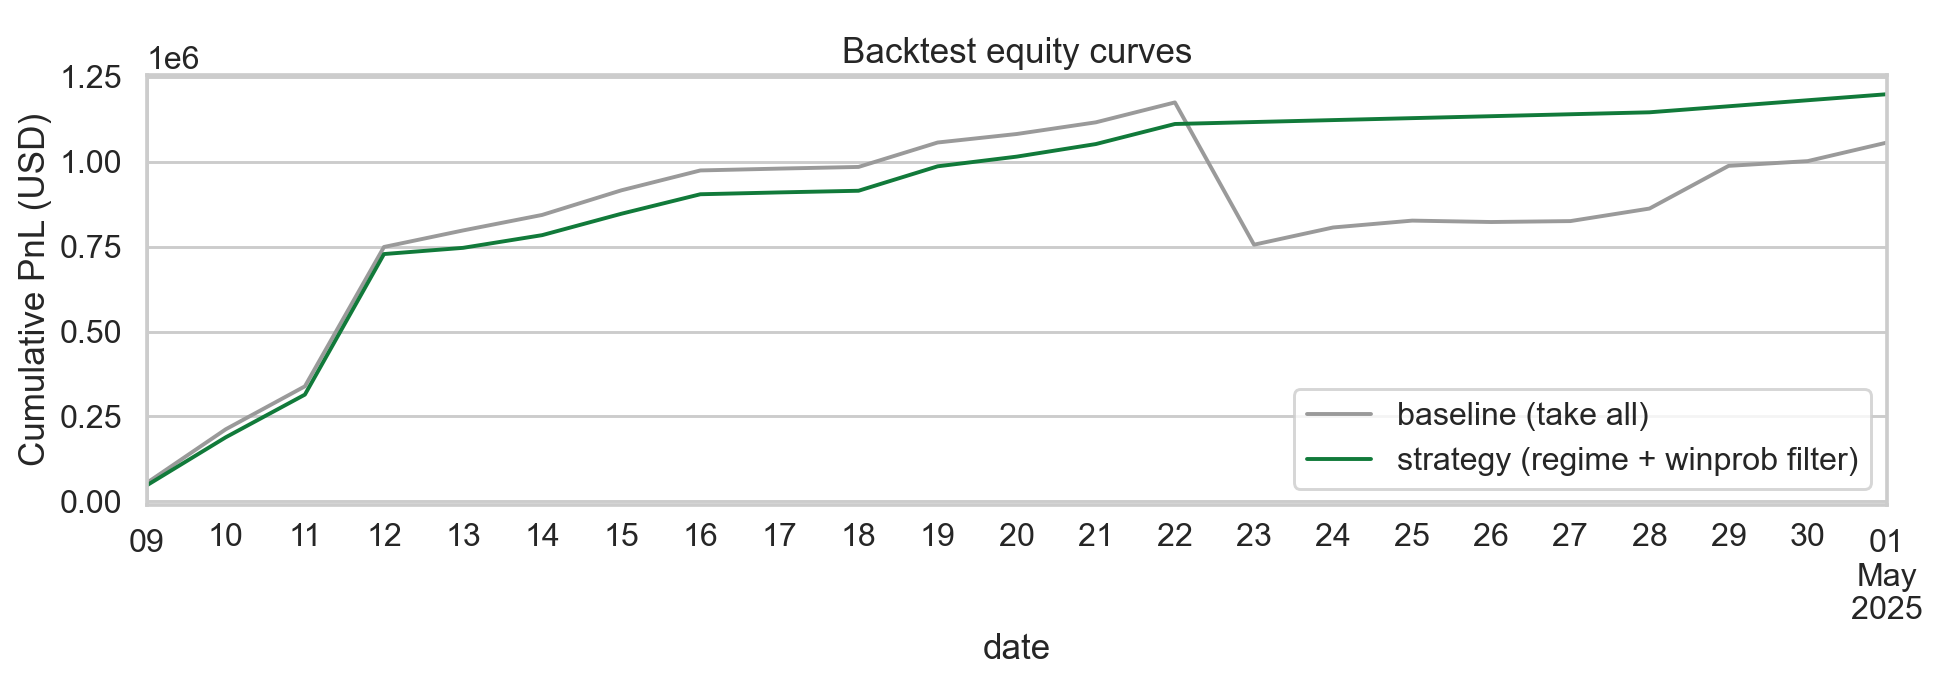 Backtest equity curves
1e6
1.25
1.00
0.75
0.50
0.25
0.00
Cumulative PnL (USD)
baseline (take all)
strategy (regime + winprob filter)
09 10 11 12 13 14 15 16 17 18 19 20 21 22 23 24 25 26 27 28 29 30 01
May
2025
date